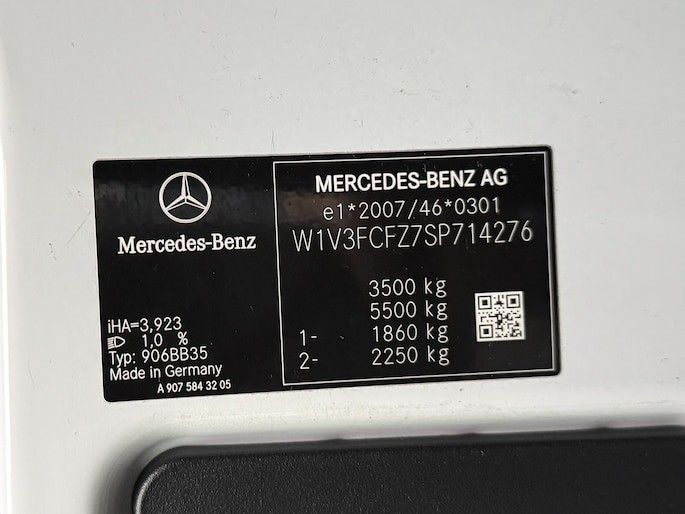 Mercedes-Benz
iHA=3,923
1,0 %
Typ: 906BB35
Made in Germany
A 907 584 32 05
MERCEDES-BENZ AG
e1*2007/46*0301
W1V3FCFZ7SP714276
3500 kg
5500 kg
1- 1860 kg
2- 2250 kg